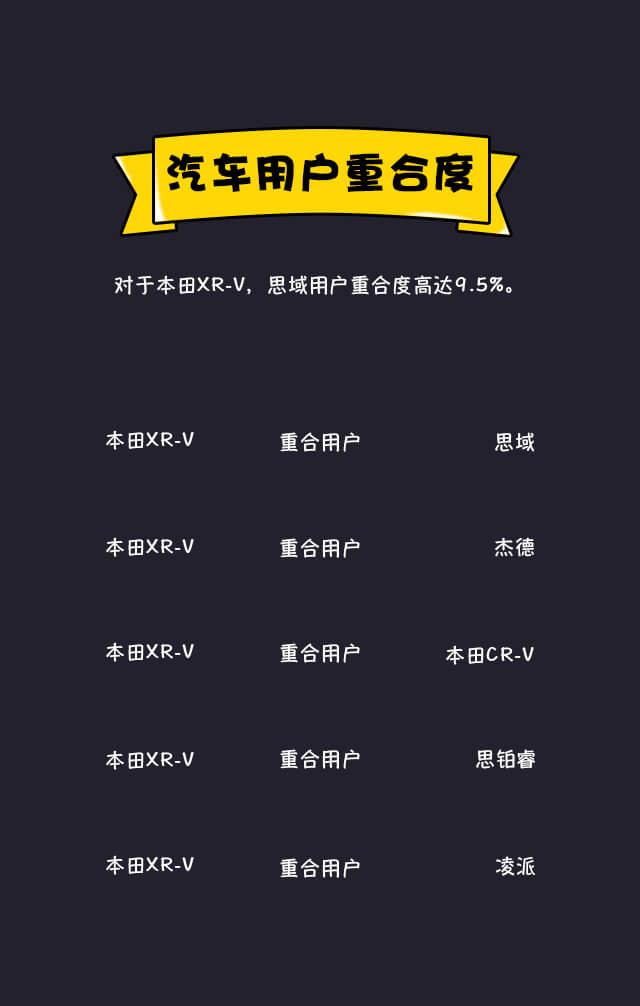 汽车用户重合度
对于本田XR-V，思域用户重合度高达9.5%。
本田XR-V 重合用户 思域
本田XR-V 重合用户 杰德
本田XR-V 重合用户 本田CR-V
本田XR-V 重合用户 思铂睿
本田XR-V 重合用户 凌派